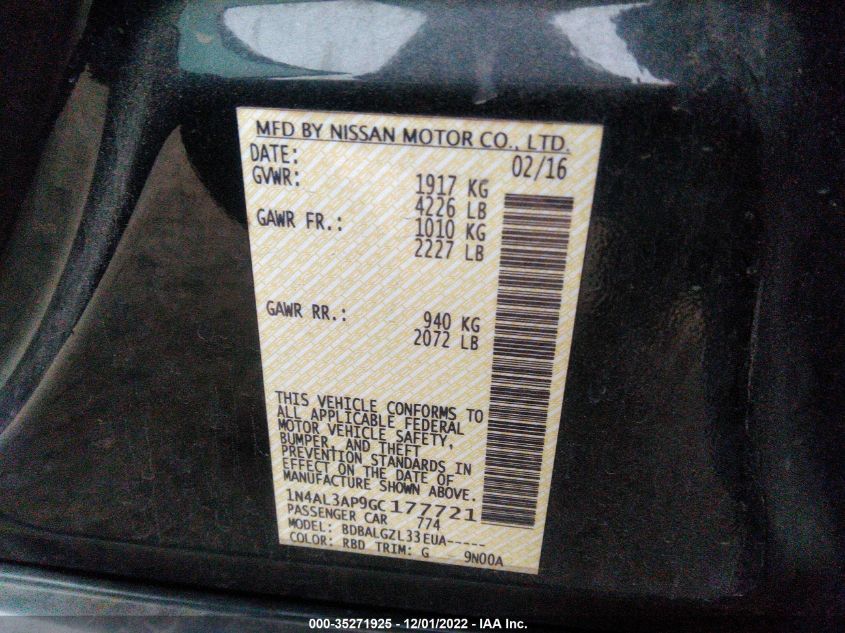 MFD BY NISSAN MOTOR CO., LTD.
DATE: 02/16
GVWR: 1917 KG
4226 LB
GAWR FR.: 1010 KG
2227 LB
GAWR RR.: 940 KG
2072 LB
THIS VEHICLE CONFORMS TO
ALL APPLICABLE FEDERAL
MOTOR VEHICLE SAFETY,
BUMPER, AND THEFT
PREVENTION STANDARDS IN
EFFECT ON THE DATE OF
MANUFACTURE SHOWN ABOVE.
1N4AL3AP9GC177721
PASSENGER CAR 774
MODEL: BDBALGZL33EUA-----
COLOR: RBD TRIM: G 9N00A
000-35271925 - 12/01/2022 - IAA Inc.